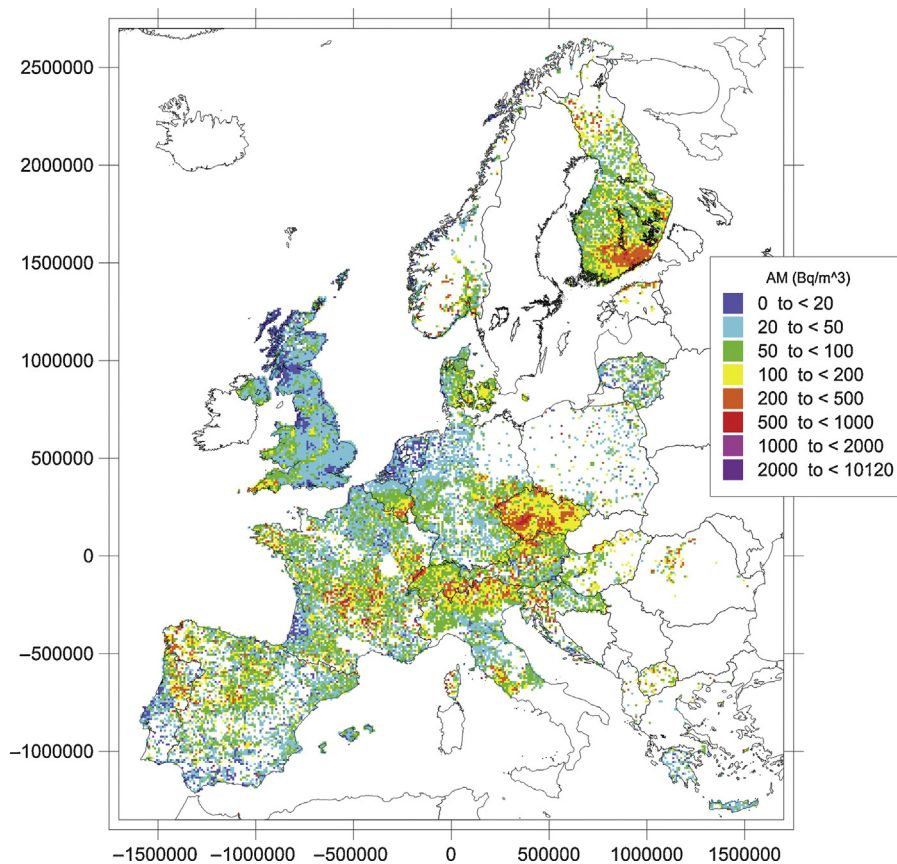 2500000
2000000
1500000
1000000
500000
0
−500000
−1000000
AM (Bq/m^3)
0 to < 20
20 to < 50
50 to < 100
100 to < 200
200 to < 500
500 to < 1000
1000 to < 2000
2000 to < 10120
−1500000 −1000000 −500000 0 500000 1000000 1500000